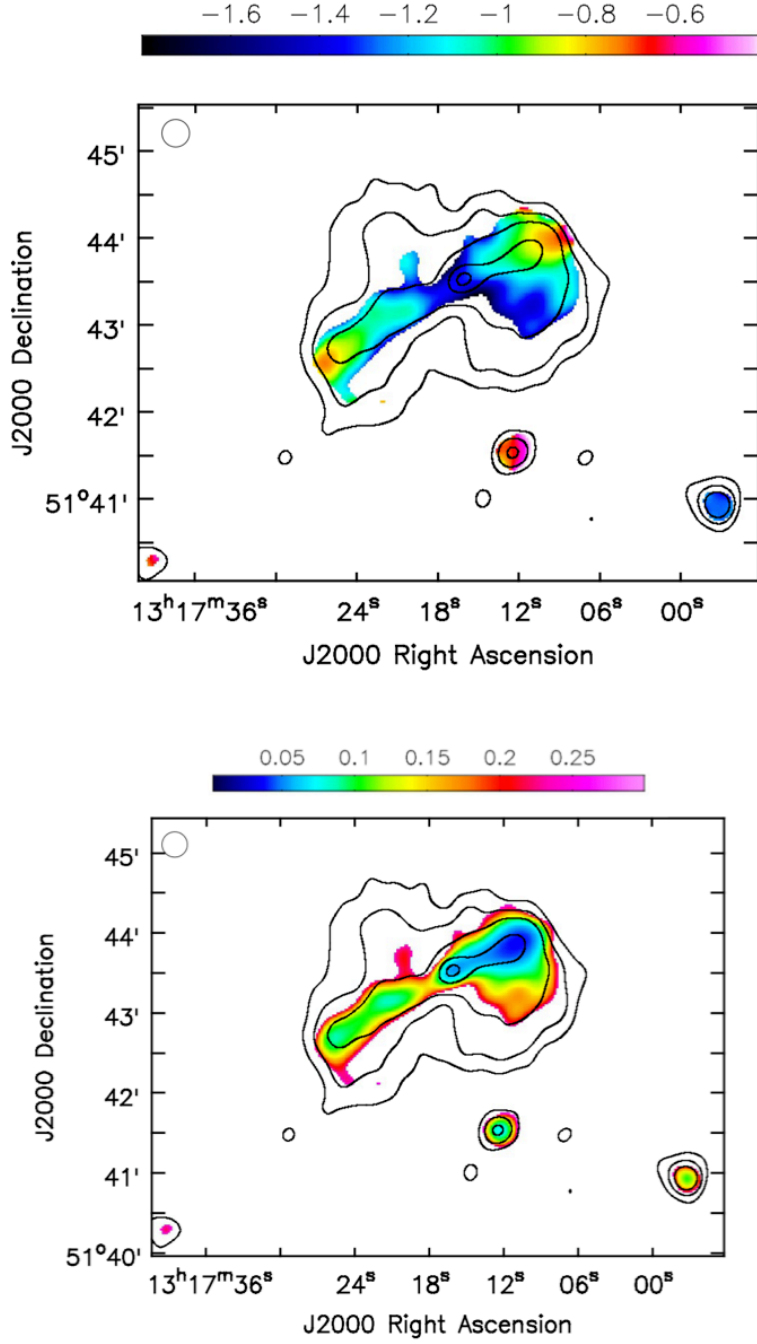 −1.6 −1.4 −1.2 −1 −0.8 −0.6
45'
44'
43'
42'
51°41'
J2000 Declination
13ʰ17ᵐ36ˢ 24ˢ 18ˢ 12ˢ 06ˢ 00ˢ
J2000 Right Ascension
0.05 0.1 0.15 0.2 0.25
45'
44'
43'
42'
41'
51°40'
J2000 Declination
13ʰ17ᵐ36ˢ 24ˢ 18ˢ 12ˢ 06ˢ 00ˢ
J2000 Right Ascension